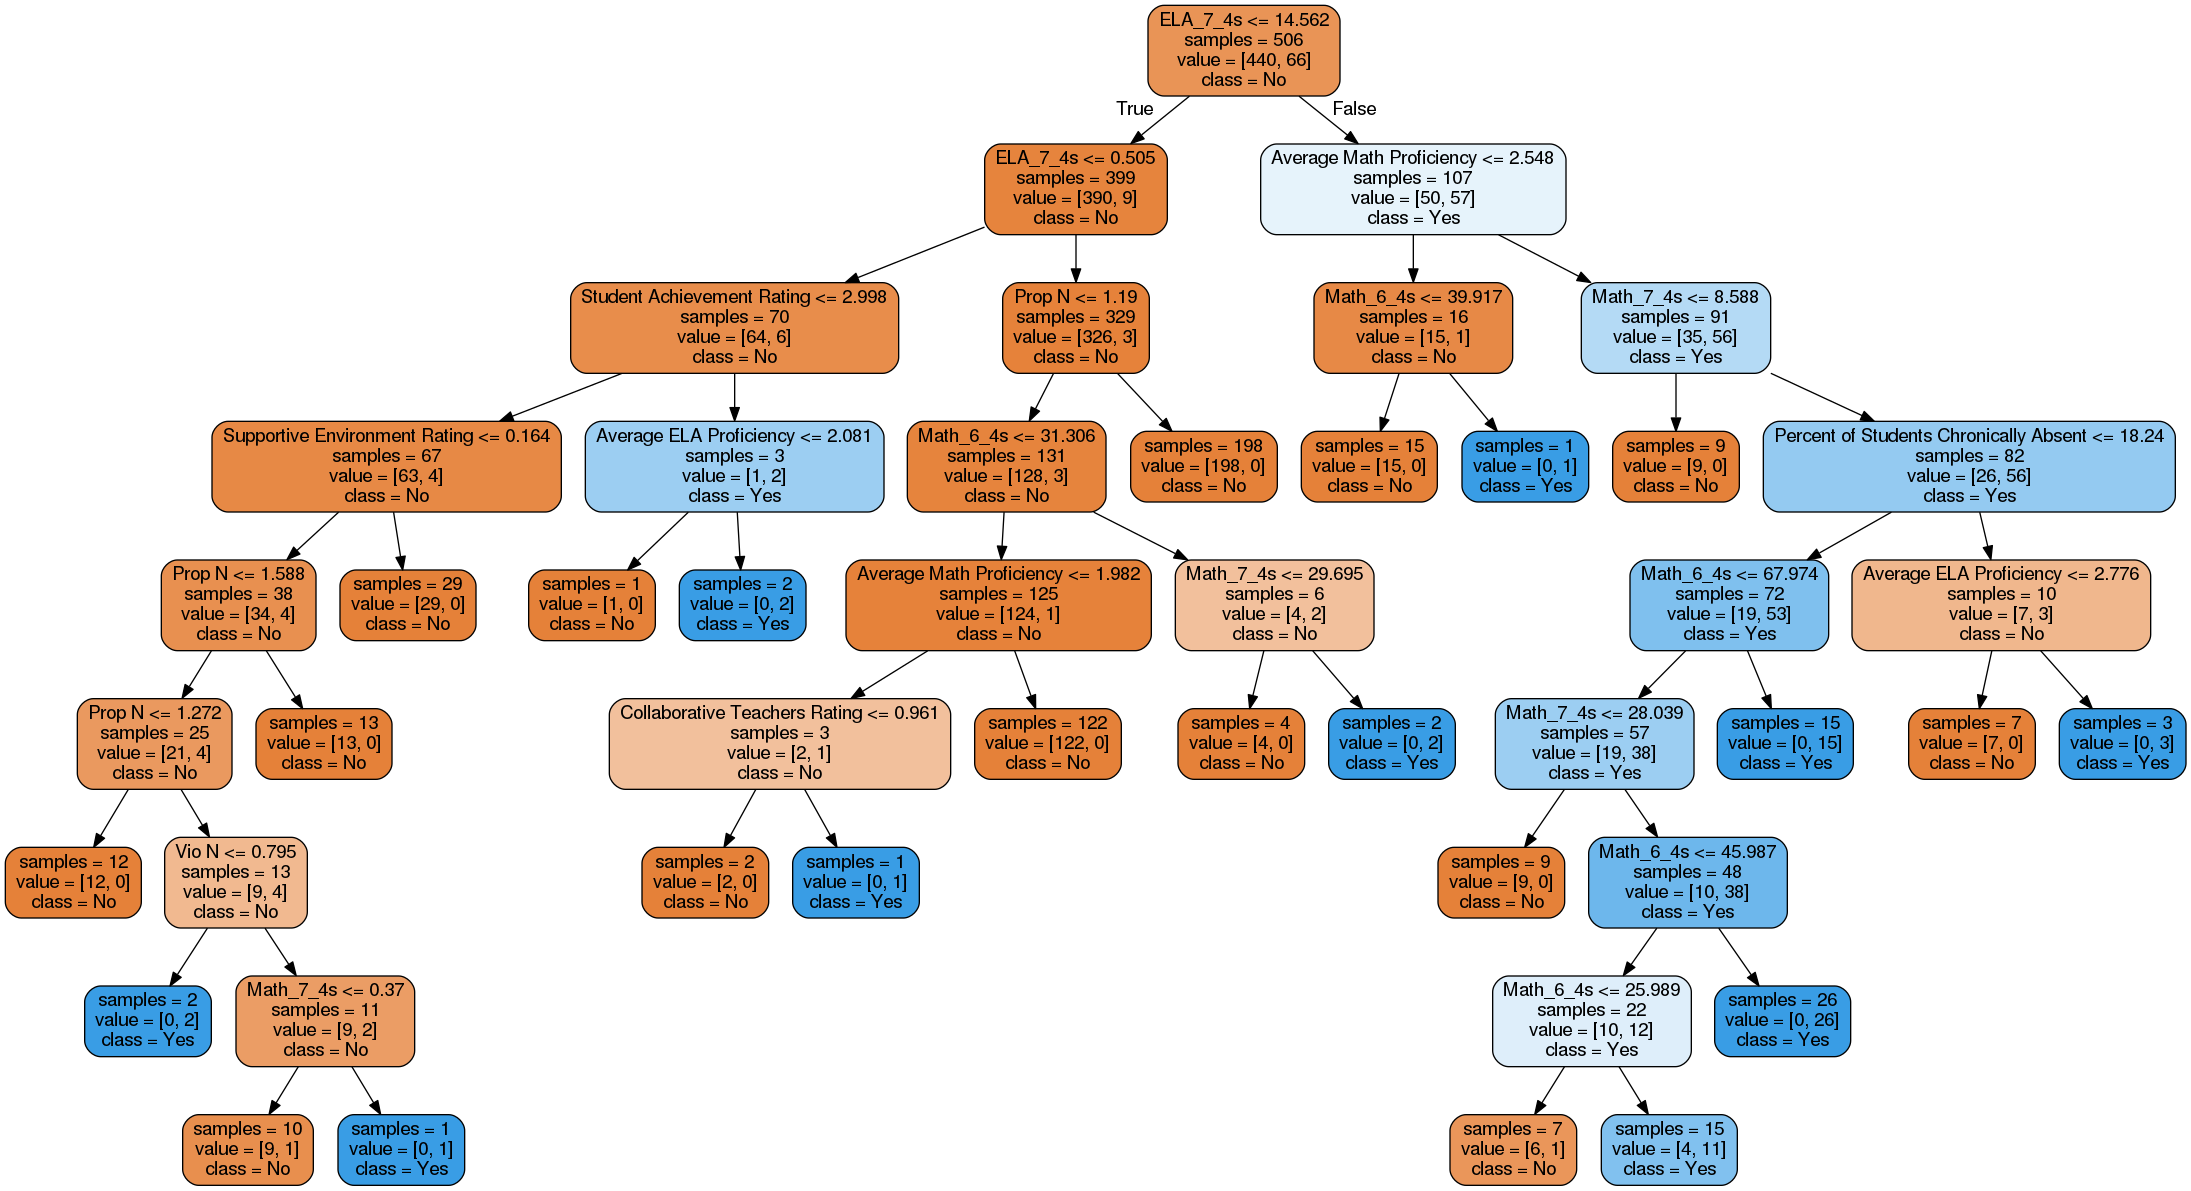 ELA_7_4s <= 14.562
samples = 506
value = [440, 66]
class = No
True
False
ELA_7_4s <= 0.505
samples = 399
value = [390, 9]
class = No
Average Math Proficiency <= 2.548
samples = 107
value = [50, 57]
class = Yes
Student Achievement Rating <= 2.998
samples = 70
value = [64, 6]
class = No
Prop N <= 1.19
samples = 329
value = [326, 3]
class = No
Math_6_4s <= 39.917
samples = 16
value = [15, 1]
class = No
Math_7_4s <= 8.588
samples = 91
value = [35, 56]
class = Yes
Supportive Environment Rating <= 0.164
samples = 67
value = [63, 4]
class = No
Average ELA Proficiency <= 2.081
samples = 3
value = [1, 2]
class = Yes
Math_6_4s <= 31.306
samples = 131
value = [128, 3]
class = No
samples = 198
value = [198, 0]
class = No
samples = 15
value = [15, 0]
class = No
samples = 1
value = [0, 1]
class = Yes
samples = 9
value = [9, 0]
class = No
Percent of Students Chronically Absent <= 18.24
samples = 82
value = [26, 56]
class = Yes
Prop N <= 1.588
samples = 38
value = [34, 4]
class = No
samples = 29
value = [29, 0]
class = No
samples = 1
value = [1, 0]
class = No
samples = 2
value = [0, 2]
class = Yes
Average Math Proficiency <= 1.982
samples = 125
value = [124, 1]
class = No
Math_7_4s <= 29.695
samples = 6
value = [4, 2]
class = No
Math_6_4s <= 67.974
samples = 72
value = [19, 53]
class = Yes
Average ELA Proficiency <= 2.776
samples = 10
value = [7, 3]
class = No
Prop N <= 1.272
samples = 25
value = [21, 4]
class = No
samples = 13
value = [13, 0]
class = No
Collaborative Teachers Rating <= 0.961
samples = 3
value = [2, 1]
class = No
samples = 122
value = [122, 0]
class = No
samples = 4
value = [4, 0]
class = No
samples = 2
value = [0, 2]
class = Yes
Math_7_4s <= 28.039
samples = 57
value = [19, 38]
class = Yes
samples = 15
value = [0, 15]
class = Yes
samples = 7
value = [7, 0]
class = No
samples = 3
value = [0, 3]
class = Yes
samples = 12
value = [12, 0]
class = No
Vio N <= 0.795
samples = 13
value = [9, 4]
class = No
samples = 2
value = [2, 0]
class = No
samples = 1
value = [0, 1]
class = Yes
samples = 9
value = [9, 0]
class = No
Math_6_4s <= 45.987
samples = 48
value = [10, 38]
class = Yes
samples = 2
value = [0, 2]
class = Yes
Math_7_4s <= 0.37
samples = 11
value = [9, 2]
class = No
Math_6_4s <= 25.989
samples = 22
value = [10, 12]
class = Yes
samples = 26
value = [0, 26]
class = Yes
samples = 10
value = [9, 1]
class = No
samples = 1
value = [0, 1]
class = Yes
samples = 7
value = [6, 1]
class = No
samples = 15
value = [4, 11]
class = Yes